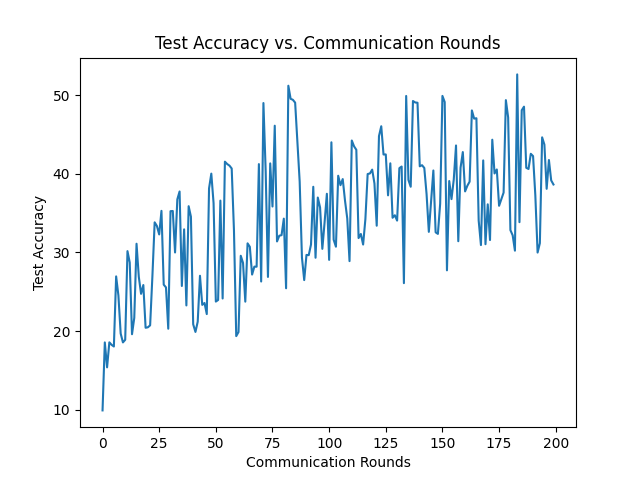 Test Accuracy vs. Communication Rounds
50
40
30
20
10
Test Accuracy
0 25 50 75 100 125 150 175 200
Communication Rounds